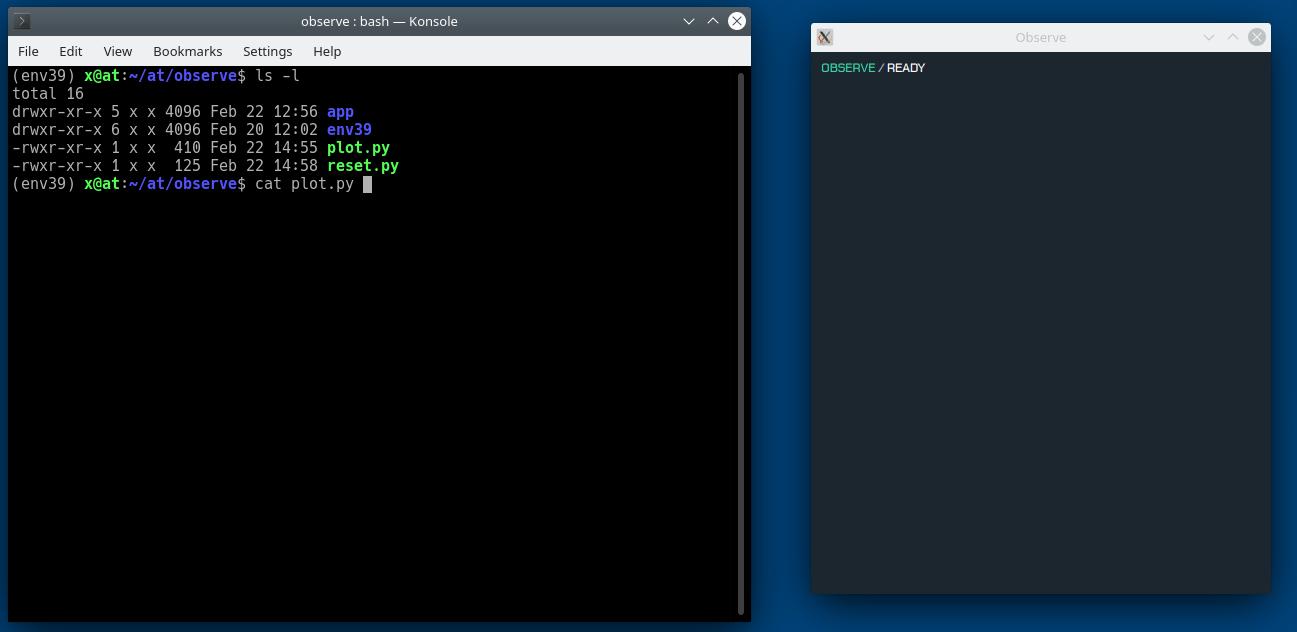 observe : bash — Konsole
File Edit View Bookmarks Settings Help
(env39) x@at:~/at/observe$ ls -l
total 16
drwxr-xr-x 5 x x 4096 Feb 22 12:56 app
drwxr-xr-x 6 x x 4096 Feb 20 12:02 env39
-rwxr-xr-x 1 x x  410 Feb 22 14:55 plot.py
-rwxr-xr-x 1 x x  125 Feb 22 14:58 reset.py
(env39) x@at:~/at/observe$ cat plot.py
Observe
OBSERVE / READY